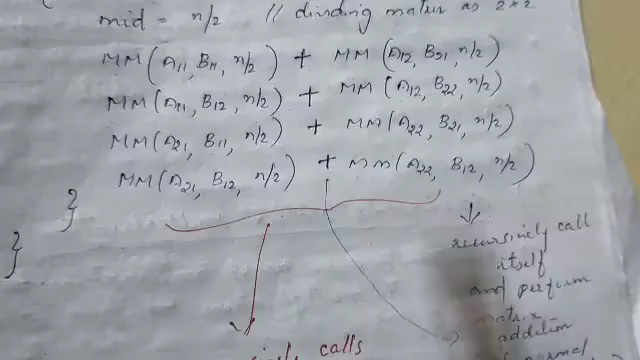 mid = n/2 // dividing matrix as 2*2
MM(A11, B11, n/2) + MM(A12, B21, n/2)
MM(A11, B12, n/2) + MM(A12, B22, n/2)
MM(A21, B11, n/2) + MM(A22, B21, n/2)
MM(A21, B12, n/2) + MM(A22, B12, n/2)
}
}
recursively call
itself
and perform
matrix
addition
calls